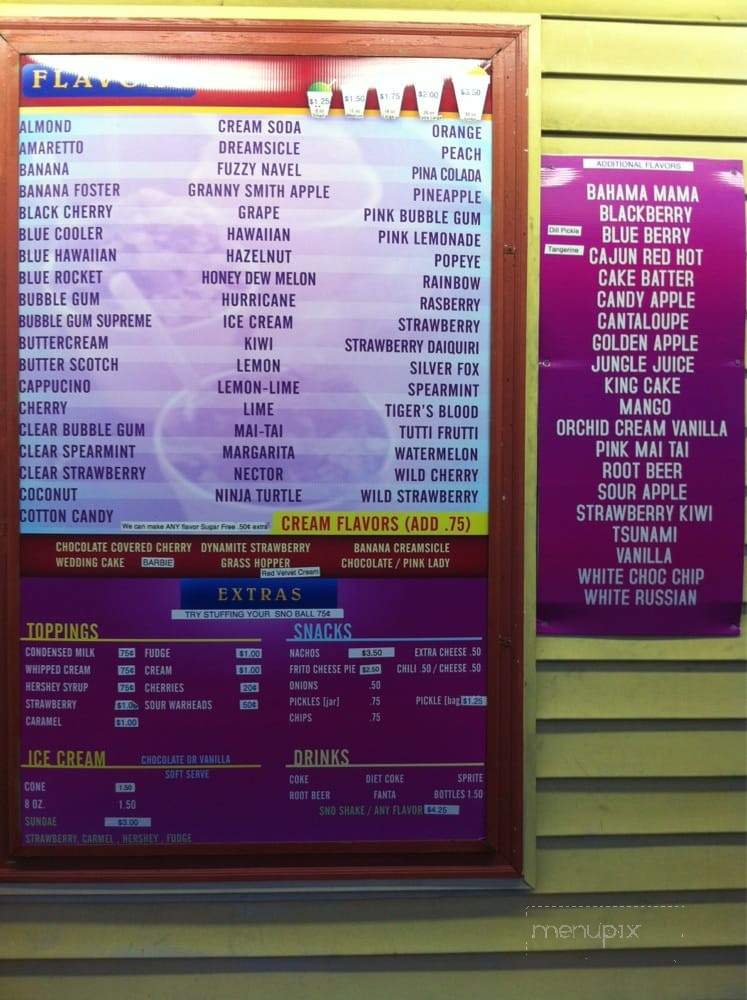 FLAVO
$1.25 $1.50 $1.75 $2.00 $3.50
ALMOND
AMARETTO
BANANA
BANANA FOSTER
BLACK CHERRY
BLUE COOLER
BLUE HAWAIIAN
BLUE ROCKET
BUBBLE GUM
BUBBLE GUM SUPREME
BUTTERCREAM
BUTTER SCOTCH
CAPPUCINO
CHERRY
CLEAR BUBBLE GUM
CLEAR SPEARMINT
CLEAR STRAWBERRY
COCONUT
COTTON CANDY
CREAM SODA
DREAMSICLE
FUZZY NAVEL
GRANNY SMITH APPLE
GRAPE
HAWAIIAN
HAZELNUT
HONEY DEW MELON
HURRICANE
ICE CREAM
KIWI
LEMON
LEMON-LIME
LIME
MAI-TAI
MARGARITA
NECTOR
NINJA TURTLE
ORANGE
PEACH
PINA COLADA
PINEAPPLE
PINK BUBBLE GUM
PINK LEMONADE
POPEYE
RAINBOW
RASBERRY
STRAWBERRY
STRAWBERRY DAIQUIRI
SILVER FOX
SPEARMINT
TIGER'S BLOOD
TUTTI FRUTTI
WATERMELON
WILD CHERRY
WILD STRAWBERRY
We can make ANY flavor Sugar Free .50¢ extra
CREAM FLAVORS (ADD .75)
CHOCOLATE COVERED CHERRY DYNAMITE STRAWBERRY BANANA CREAMSICLE
WEDDING CAKE BARBIE GRASS HOPPER CHOCOLATE / PINK LADY
Red Velvet Cream
EXTRAS
TRY STUFFING YOUR SNO BALL 75¢
TOPPINGS
CONDENSED MILK 75¢ FUDGE $1.00
WHIPPED CREAM 75¢ CREAM $1.00
HERSHEY SYRUP 75¢ CHERRIES 20¢
STRAWBERRY $1.00 SOUR WARHEADS 50¢
CARAMEL $1.00
SNACKS
NACHOS $3.50 EXTRA CHEESE .50
FRITO CHEESE PIE $2.50 CHILI .50 / CHEESE .50
ONIONS .50
PICKLES [jar] .75 PICKLE [bag] $1.25
CHIPS .75
ICE CREAM CHOCOLATE OR VANILLA
SOFT SERVE
CONE 1.50
8 OZ. 1.50
SUNDAE $3.00
STRAWBERRY, CARMEL, HERSHEY, FUDGE
DRINKS
COKE DIET COKE SPRITE
ROOT BEER FANTA BOTTLES 1.50
SNO SHAKE / ANY FLAVOR $4.25
ADDITIONAL FLAVORS
BAHAMA MAMA
BLACKBERRY
Dill Pickle BLUE BERRY
Tangerine CAJUN RED HOT
CAKE BATTER
CANDY APPLE
CANTALOUPE
GOLDEN APPLE
JUNGLE JUICE
KING CAKE
MANGO
ORCHID CREAM VANILLA
PINK MAI TAI
ROOT BEER
SOUR APPLE
STRAWBERRY KIWI
TSUNAMI
VANILLA
WHITE CHOC CHIP
WHITE RUSSIAN
menupix